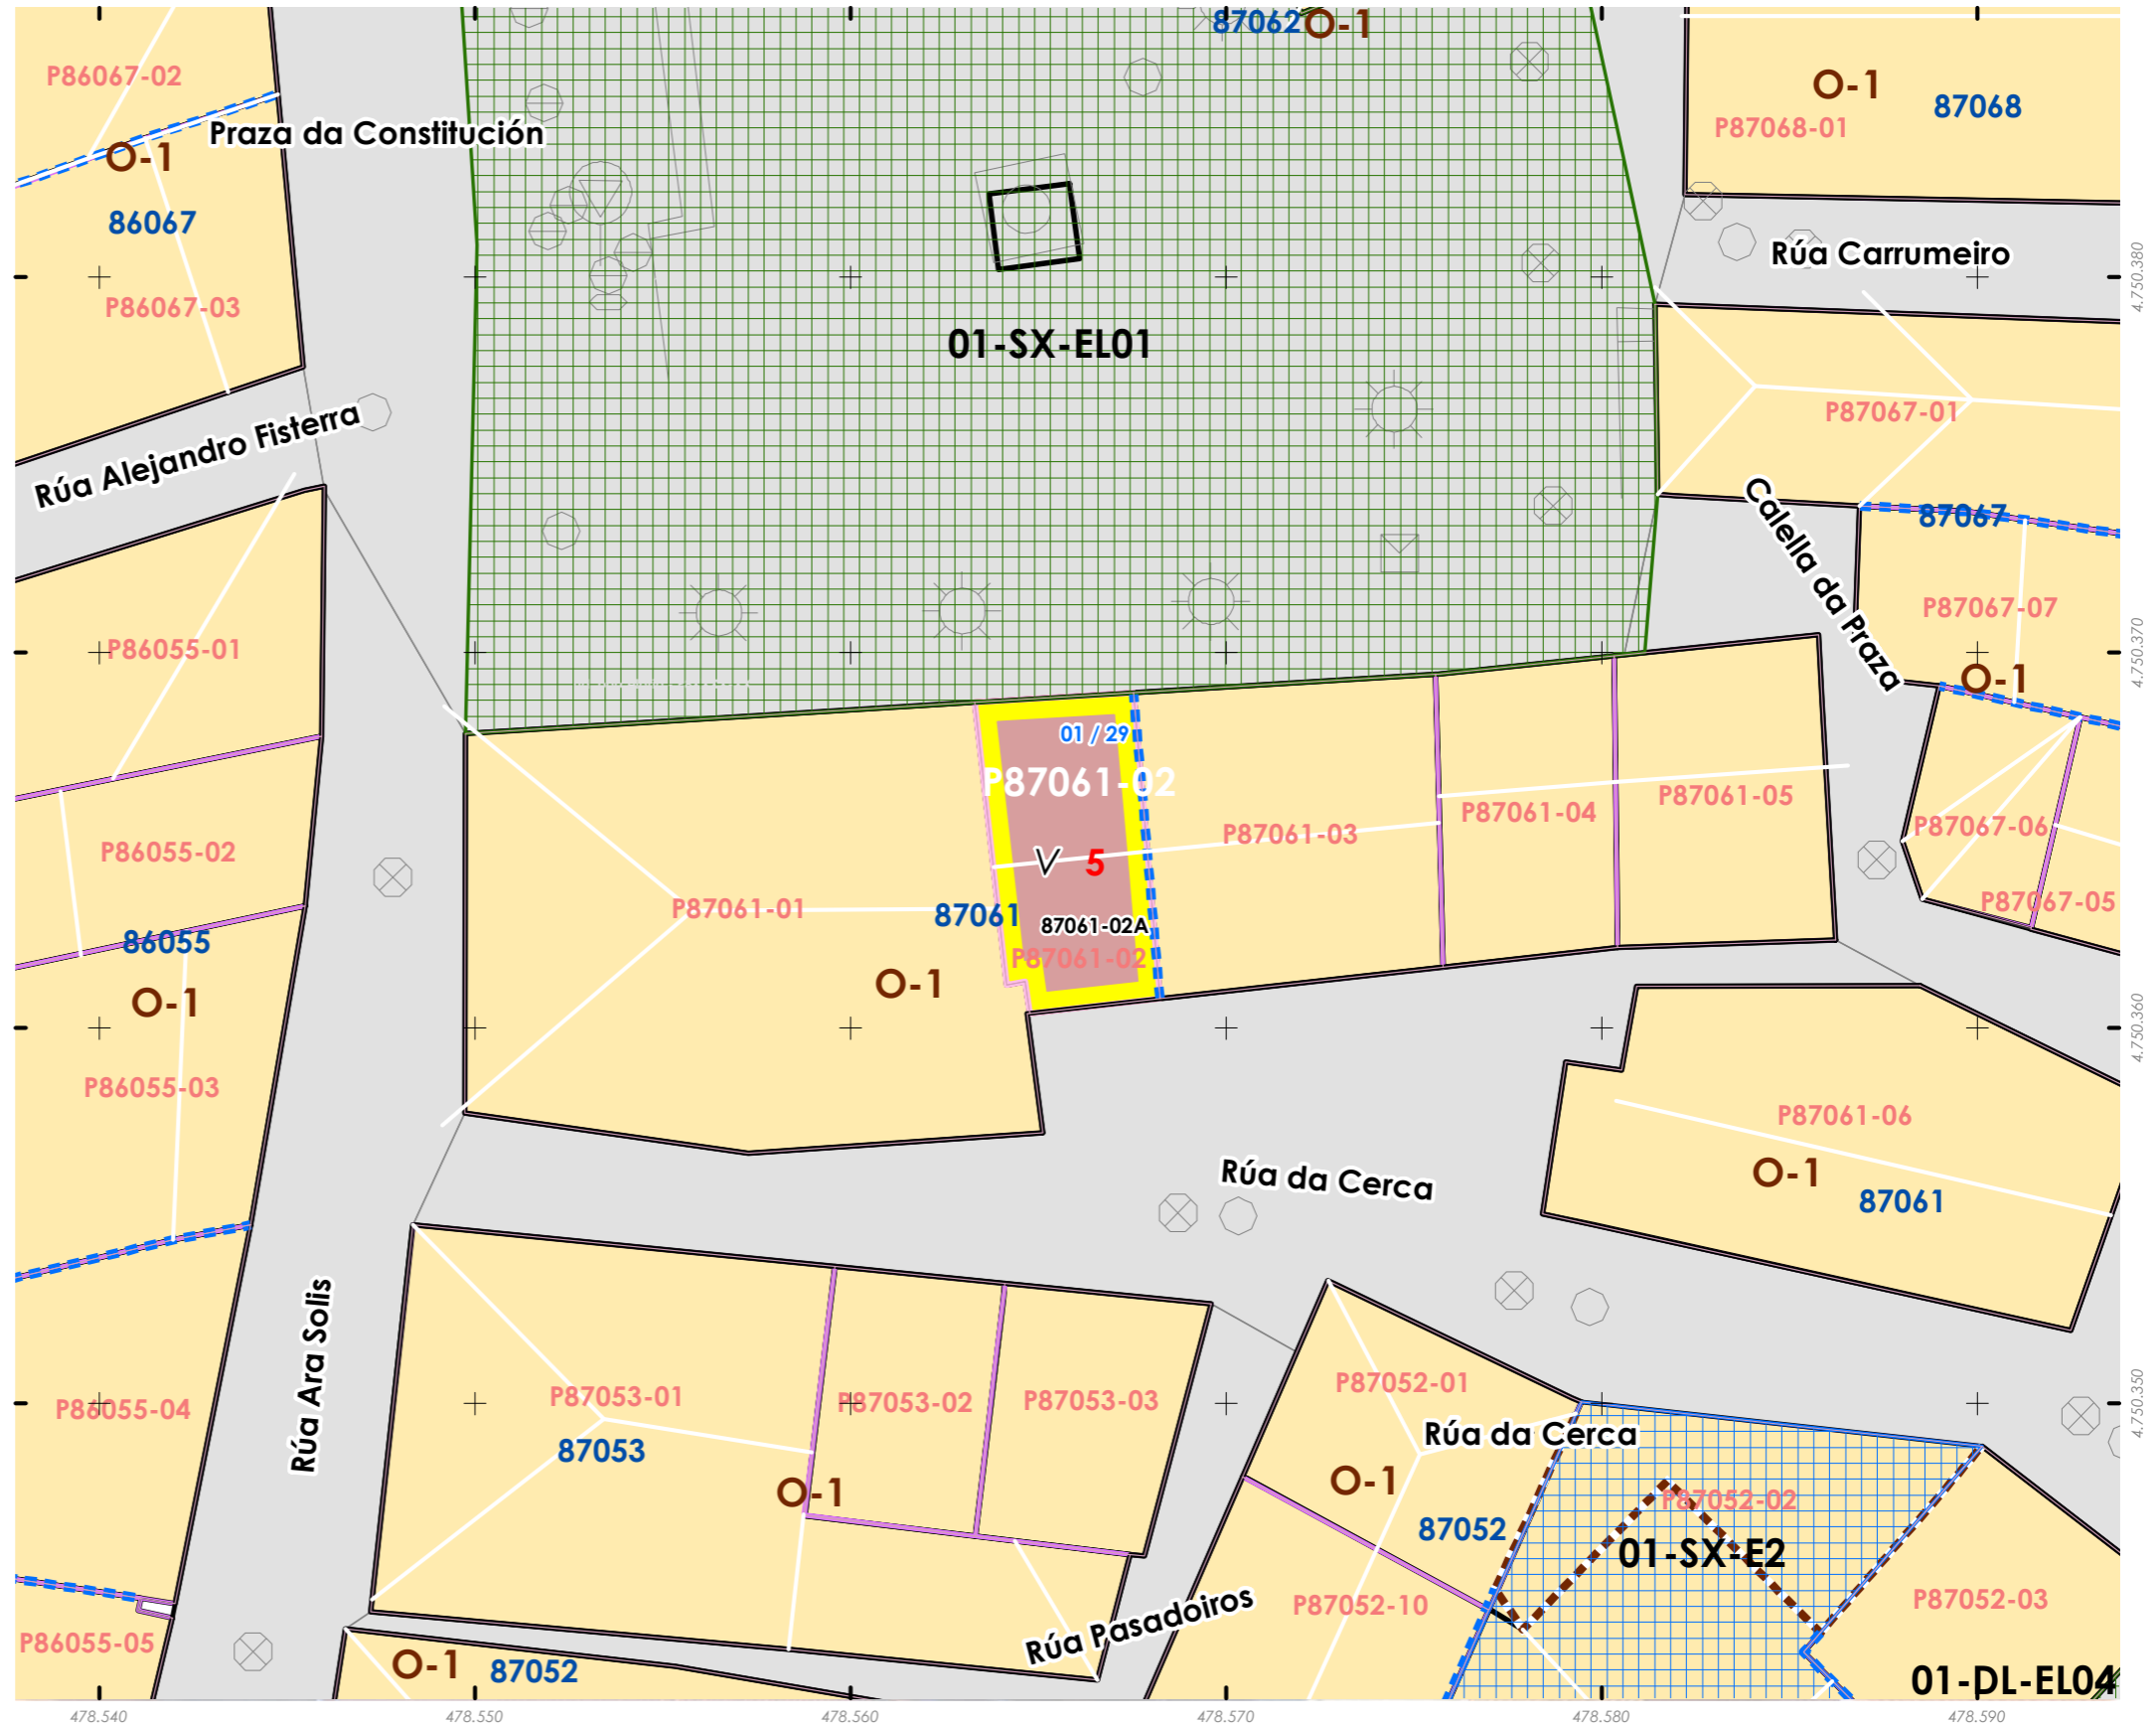 87062
O-1
P86067-02
O-1
87068
P87068-01
Praza da Constitución
O-1
86067
Rúa Carrumeiro
P86067-03
01-SX-EL01
4.750.380
Rúa Alejandro Fisterra
P87067-01
87067
Calella da Praza
P87067-07
P86055-01
O-1
4.750.370
01 / 29
P87061-02
P87061-03
P87061-04
P87061-05
P87067-06
P86055-02
V 5
P87061-01
87061
87061-02A
P87061-02
P87067-05
86055
O-1
O-1
4.750.360
P86055-03
P87061-06
Rúa da Cerca
O-1
87061
Rúa Ara Solis
P86055-04
P87053-01
P87053-02
P87053-03
P87052-01
4.750.350
87053
Rúa da Cerca
O-1
O-1
87052
P87052-02
01-SX-E2
P87052-10
P87052-03
Rúa Pasadoiros
P86055-05
O-1
87052
01-DL-EL04
478.540
478.550
478.560
478.570
478.580
478.590